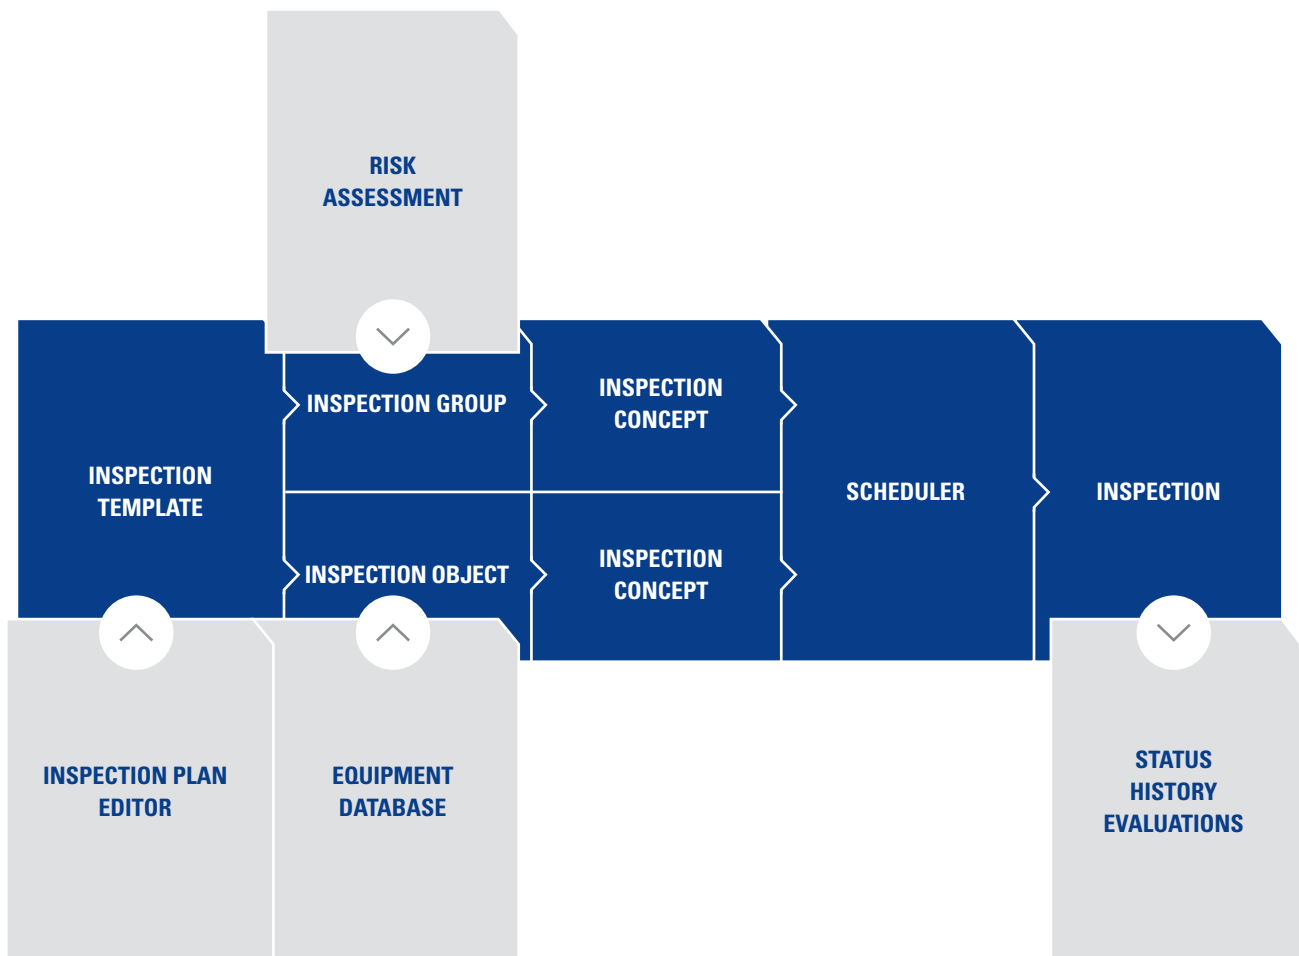 RISK
ASSESSMENT
INSPECTION
TEMPLATE
INSPECTION GROUP
INSPECTION
CONCEPT
INSPECTION OBJECT
INSPECTION
CONCEPT
SCHEDULER
INSPECTION
INSPECTION PLAN
EDITOR
EQUIPMENT
DATABASE
STATUS
HISTORY
EVALUATIONS